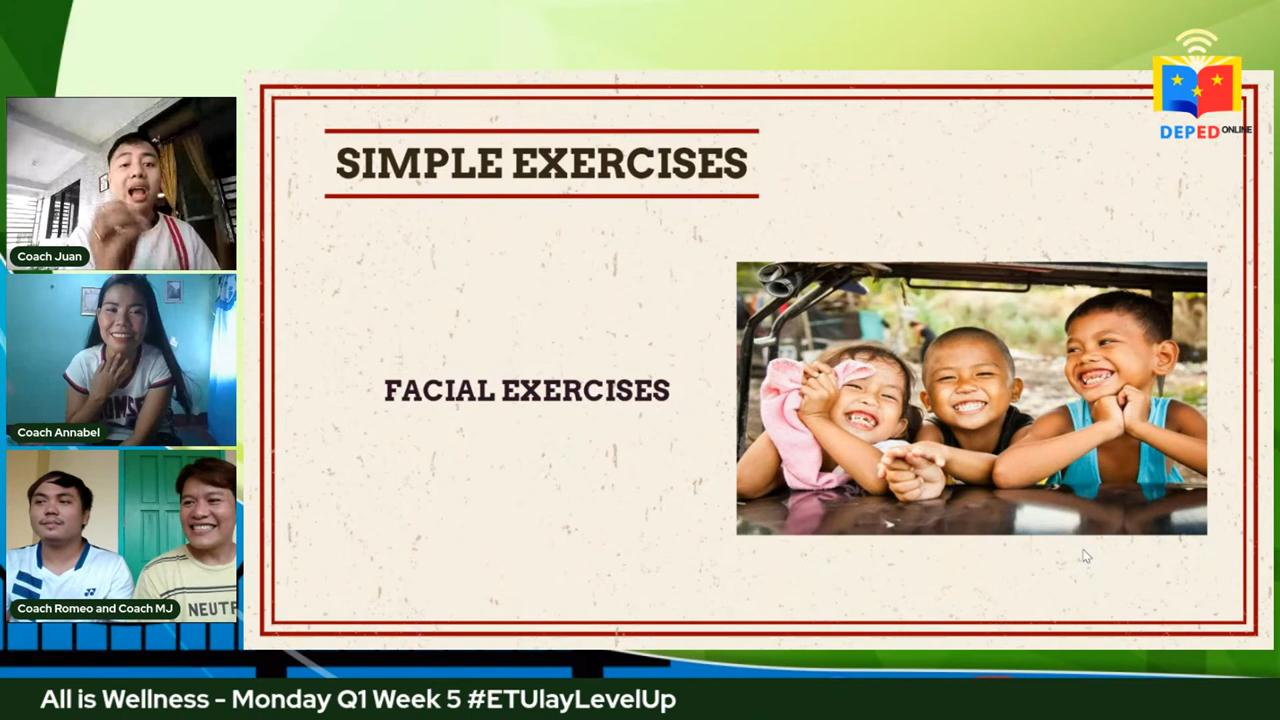 DEPED ONLINE
SIMPLE EXERCISES
FACIAL EXERCISES
Coach Juan
Coach Annabel
NEUTR
Coach Romeo and Coach MJ
All is Wellness - Monday Q1 Week 5 #ETUlayLevelUp